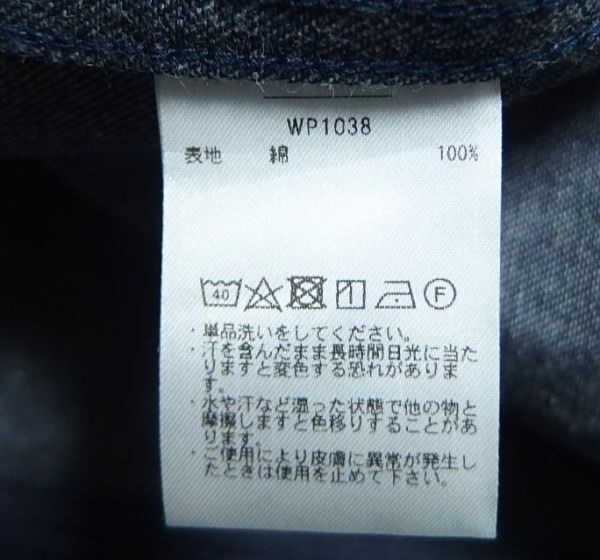 WP1038
表地 綿 100%
40 F
・単品洗いをしてください。
・汗を含んだまま長時間日光に当た
りますと変色する恐れがありま
す。
・水や汗など湿った状態で他の物と
摩擦しますと色移りすることがあ
ります。
・ご使用により皮膚に異常が発生し
たときは使用を止めて下さい。